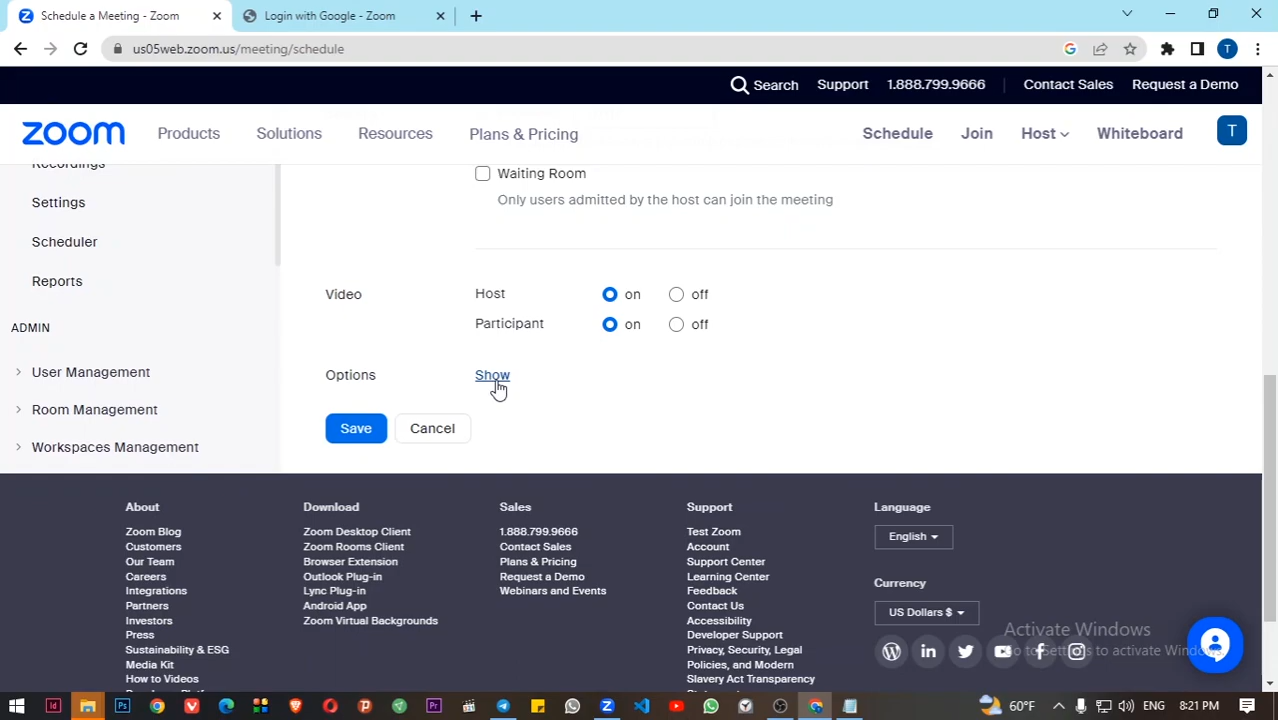 Schedule a Meeting - Zoom
Login with Google - Zoom
us05web.zoom.us/meeting/schedule
T
Search
Support
1.888.799.9666
Contact Sales
Request a Demo
zoom
Products
Solutions
Resources
Plans & Pricing
Schedule
Join
Host
Whiteboard
T
Recordings
Settings
Scheduler
Reports
ADMIN
User Management
Room Management
Workspaces Management
Waiting Room
Only users admitted by the host can join the meeting
Video
Host
on
off
Participant
on
off
Options
Show
Save
Cancel
About
Zoom Blog
Customers
Our Team
Careers
Integrations
Partners
Investors
Press
Sustainability & ESG
Media Kit
How to Videos
Download
Zoom Desktop Client
Zoom Rooms Client
Browser Extension
Outlook Plug-in
Lync Plug-in
Android App
Zoom Virtual Backgrounds
Sales
1.888.799.9666
Contact Sales
Plans & Pricing
Request a Demo
Webinars and Events
Support
Test Zoom
Account
Support Center
Learning Center
Feedback
Contact Us
Accessibility
Developer Support
Privacy, Security, Legal
Policies, and Modern
Slavery Act Transparency
Language
English
Currency
US Dollars $
Activate Windows
Go to Settings to activate Windows.
60°F
ENG
8:21 PM